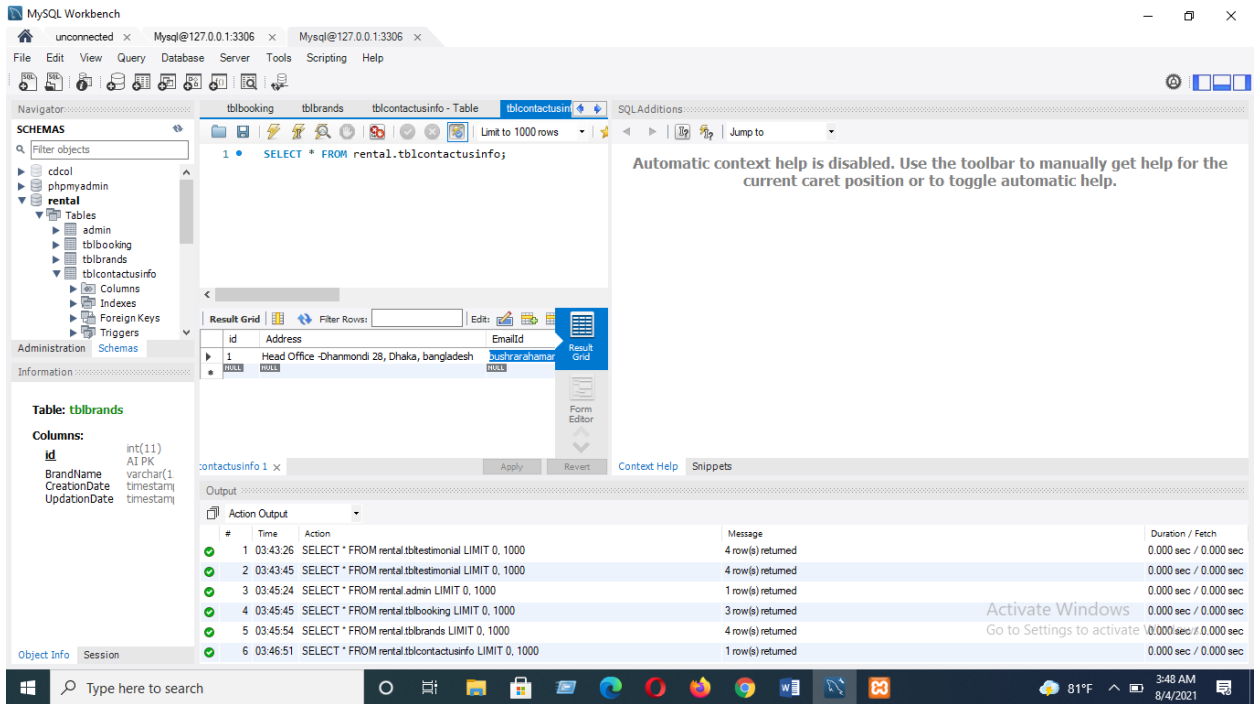 MySQL Workbench
unconnected × Mysql@127.0.0.1:3306 × Mysql@127.0.0.1:3306 ×
File Edit View Query Database Server Tools Scripting Help
Navigator
SCHEMAS
Filter objects
cdcol
phpmyadmin
rental
Tables
admin
tblbooking
tblbrands
tblcontactusinfo
Columns
Indexes
Foreign Keys
Triggers
Administration Schemas
Information
Table: tblbrands
Columns:
id int(11)
AI PK
BrandName varchar(1
CreationDate timestamp
UpdationDate timestamp
Object Info Session
tblbooking tblbrands tblcontactusinfo - Table tblcontactusinf
Limit to 1000 rows
1 SELECT * FROM rental.tblcontactusinfo;
Result Grid Filter Rows: Edit:
id Address EmailId
1 Head Office -Dhanmondi 28, Dhaka, bangladesh bushrarahaman
NULL NULL NULL
Result
Grid
Form
Editor
contactusinfo 1 × Apply Revert
SQLAdditions
Jump to
Automatic context help is disabled. Use the toolbar to manually get help for the
current caret position or to toggle automatic help.
Context Help Snippets
Output
Action Output
# Time Action Message Duration / Fetch
1 03:43:26 SELECT * FROM rental.tbltestimonial LIMIT 0, 1000 4 row(s) returned 0.000 sec / 0.000 sec
2 03:43:45 SELECT * FROM rental.tbltestimonial LIMIT 0, 1000 4 row(s) returned 0.000 sec / 0.000 sec
3 03:45:24 SELECT * FROM rental.admin LIMIT 0, 1000 1 row(s) returned 0.000 sec / 0.000 sec
4 03:45:45 SELECT * FROM rental.tblbooking LIMIT 0, 1000 3 row(s) returned 0.000 sec / 0.000 sec
5 03:45:54 SELECT * FROM rental.tblbrands LIMIT 0, 1000 4 row(s) returned 0.000 sec / 0.000 sec
6 03:46:51 SELECT * FROM rental.tblcontactusinfo LIMIT 0, 1000 1 row(s) returned 0.000 sec / 0.000 sec
Activate Windows
Go to Settings to activate Windows.
Type here to search
81°F
3:48 AM
8/4/2021